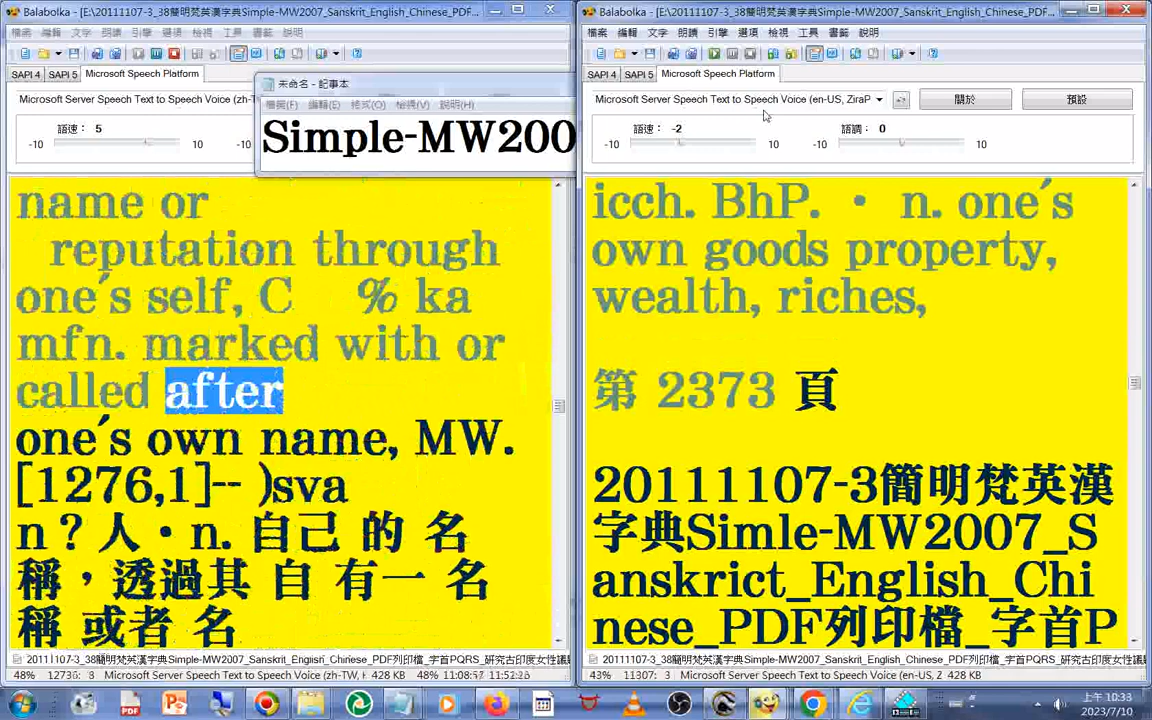 Balabolka - [E:\20111107-3_38簡明梵英漢字典Simple-MW2007_Sanskrit_English_Chinese_PDF...
檔案 編輯 文字 朗讀 引擎 選項 檢視 工具 書籤 說明
SAPI 4 SAPI 5 Microsoft Speech Platform
Microsoft Server Speech Text to Speech Voice (zh-T
語速： 5
-10 10 -10
未命名 - 記事本
檔案(F) 編輯(E) 格式(O) 檢視(V) 說明(H)
Simple-MW200
name or
reputation through
one's self, C % ka
mfn. marked with or
called after
one's own name, MW.
[1276,1]-- )sva
n？人‧n. 自己 的 名
稱，透過其 自 有一 名
稱 或者 名
20111107-3_38簡明梵英漢字典Simple-MW2007_Sanskrit_English_Chinese_PDF列印檔_字首PQRS_研究古印度女性議
48% 12736: 3 Microsoft Server Speech Text to Speech Voice (zh-TW, 428 KB 48% 11:08:57 11:52:23
Balabolka - [E:\20111107-3_38簡明梵英漢字典Simple-MW2007_Sanskrit_English_Chinese_PDF...
檔案 編輯 文字 朗讀 引擎 選項 檢視 工具 書籤 說明
SAPI 4 SAPI 5 Microsoft Speech Platform
Microsoft Server Speech Text to Speech Voice (en-US, ZiraP
關於 預設
語速： -2 語調： 0
-10 10 -10 10
icch. BhP. ‧ n. one's
own goods property,
wealth, riches,
第 2373 頁
20111107-3簡明梵英漢
字典Simle-MW2007_S
anskrict_English_Chi
nese_PDF列印檔_字首P
20111107-3_38簡明梵英漢字典Simple-MW2007_Sanskrit_English_Chinese_PDF列印檔_字首PQRS_研究古印度女性議
43% 11307: 3 Microsoft Server Speech Text to Speech Voice (en-US, Z 428 KB
上午 10:33
2023/7/10